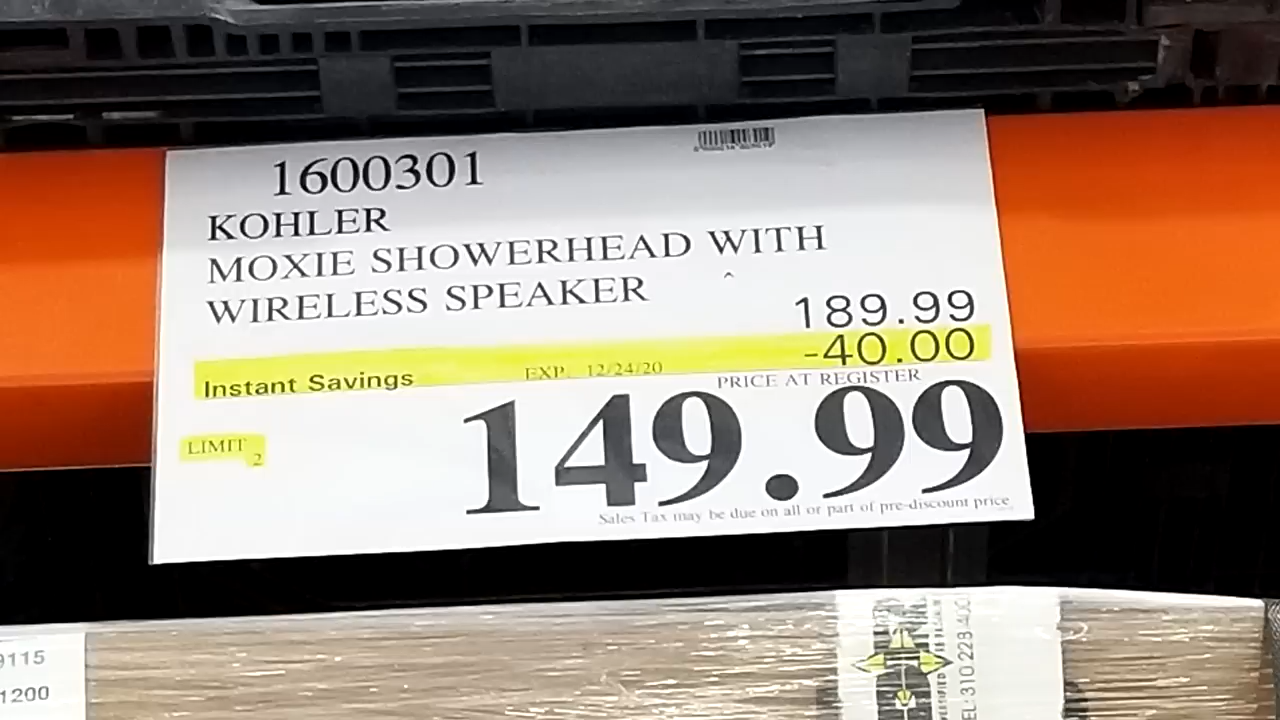 1600301
KOHLER
MOXIE SHOWERHEAD WITH
WIRELESS SPEAKER
189.99
-40.00
Instant Savings EXP. 12/24/20
PRICE AT REGISTER
149.99
LIMIT 2
Sales Tax may be due on all or part of pre-discount price
9115
1200